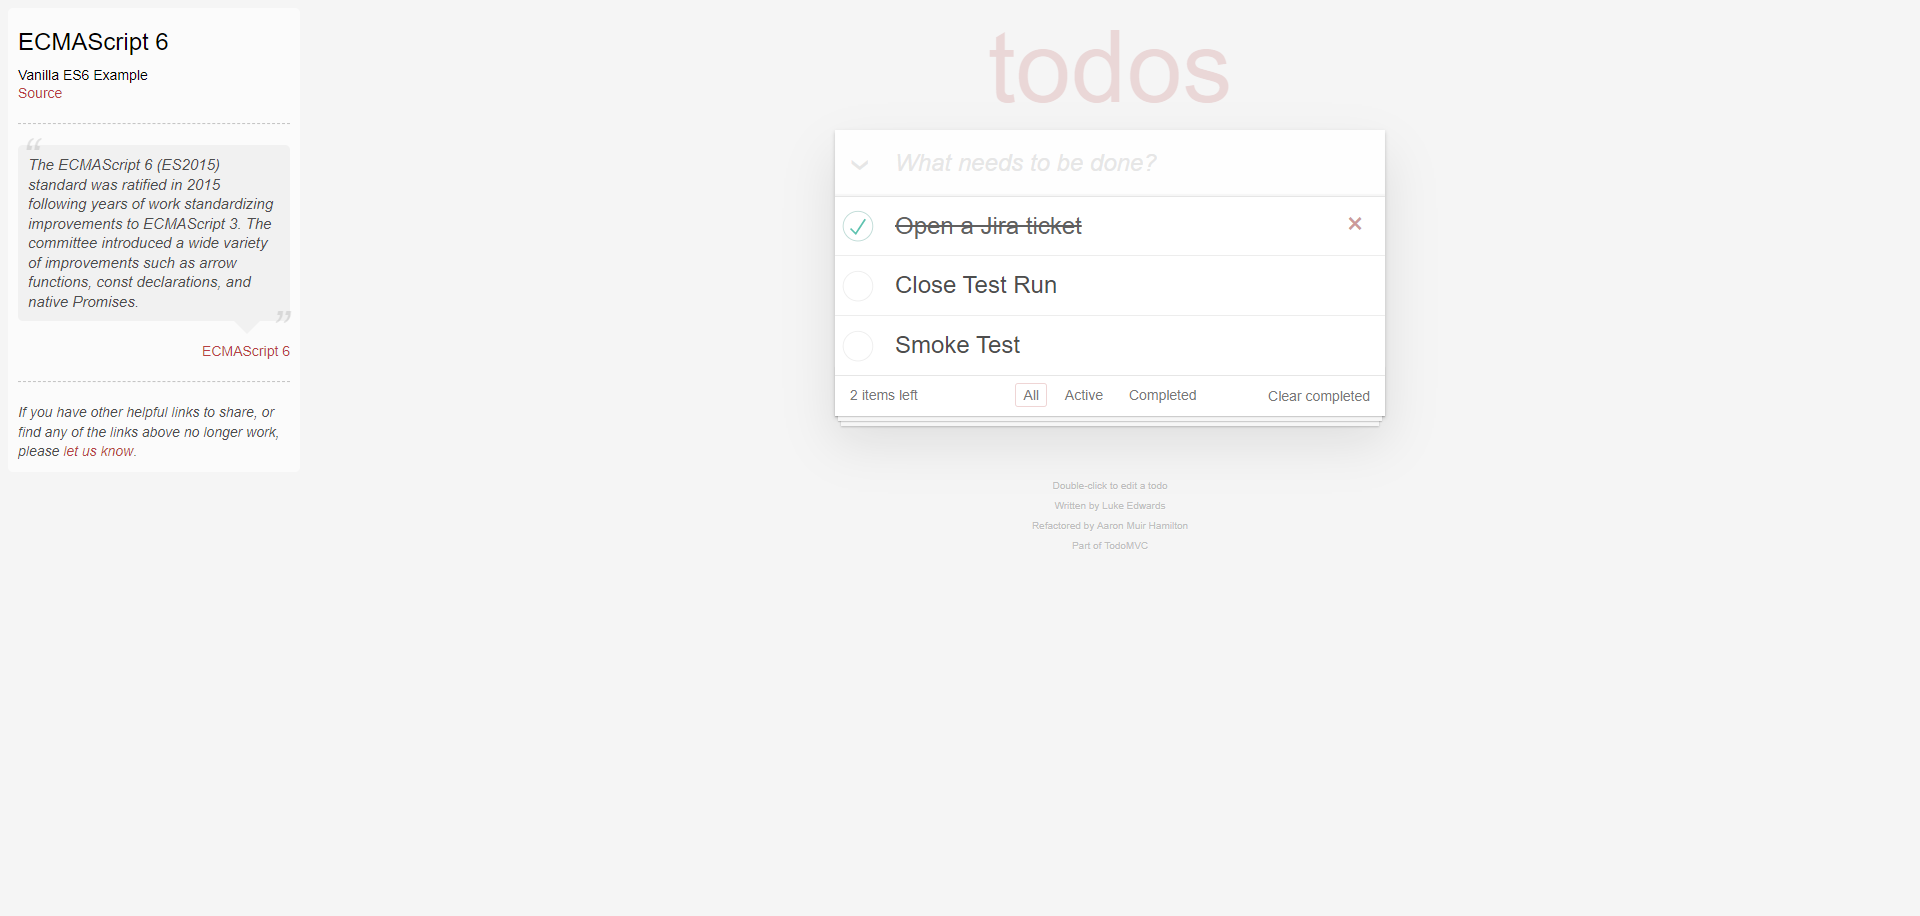 ECMAScript 6
Vanilla ES6 Example
Source
“
The ECMAScript 6 (ES2015)
standard was ratified in 2015
following years of work standardizing
improvements to ECMAScript 3. The
committee introduced a wide variety
of improvements such as arrow
functions, const declarations, and
native Promises.
”
ECMAScript 6
If you have other helpful links to share, or
find any of the links above no longer work,
please let us know.
todos
What needs to be done?
Open a Jira ticket ×
Close Test Run
Smoke Test
2 items left All Active Completed Clear completed
Double-click to edit a todo
Written by Luke Edwards
Refactored by Aaron Muir Hamilton
Part of TodoMVC